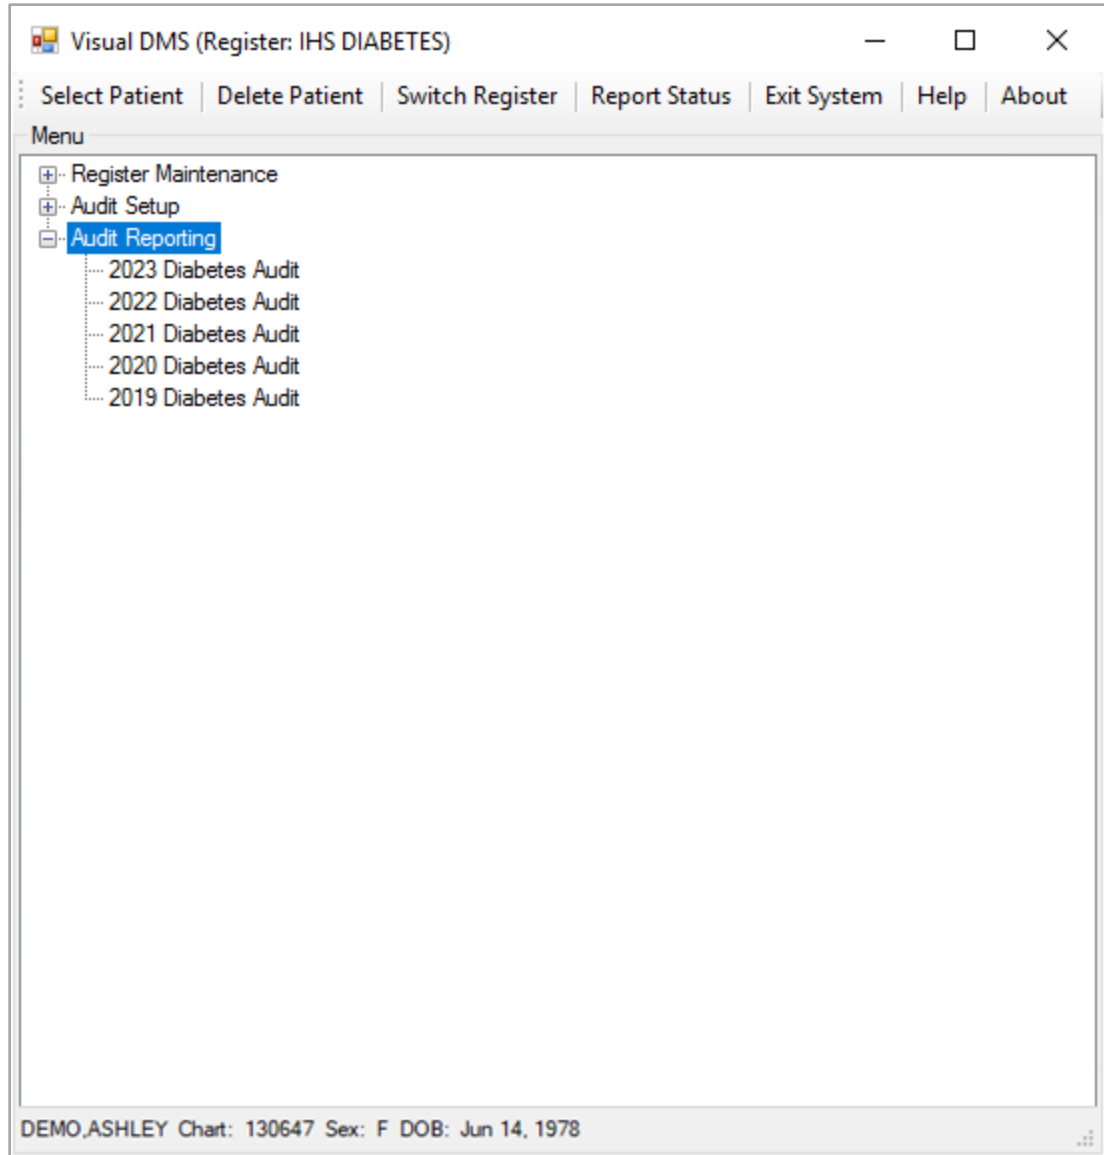 Visual DMS (Register: IHS DIABETES)
Select Patient Delete Patient Switch Register Report Status Exit System Help About
Menu
Register Maintenance
Audit Setup
Audit Reporting
2023 Diabetes Audit
2022 Diabetes Audit
2021 Diabetes Audit
2020 Diabetes Audit
2019 Diabetes Audit
DEMO,ASHLEY Chart: 130647 Sex: F DOB: Jun 14, 1978